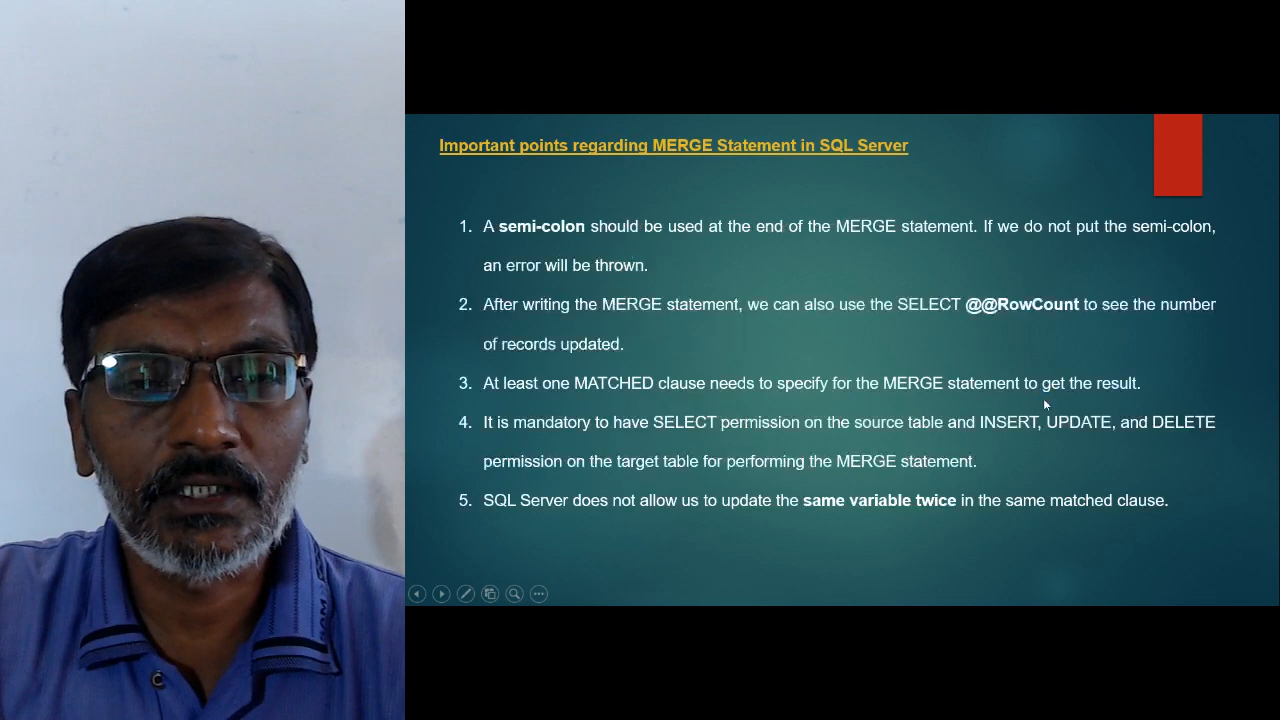 Important points regarding MERGE Statement in SQL Server
1. A semi-colon should be used at the end of the MERGE statement. If we do not put the semi-colon,
an error will be thrown.
2. After writing the MERGE statement, we can also use the SELECT @@RowCount to see the number
of records updated.
3. At least one MATCHED clause needs to specify for the MERGE statement to get the result.
4. It is mandatory to have SELECT permission on the source table and INSERT, UPDATE, and DELETE
permission on the target table for performing the MERGE statement.
5. SQL Server does not allow us to update the same variable twice in the same matched clause.